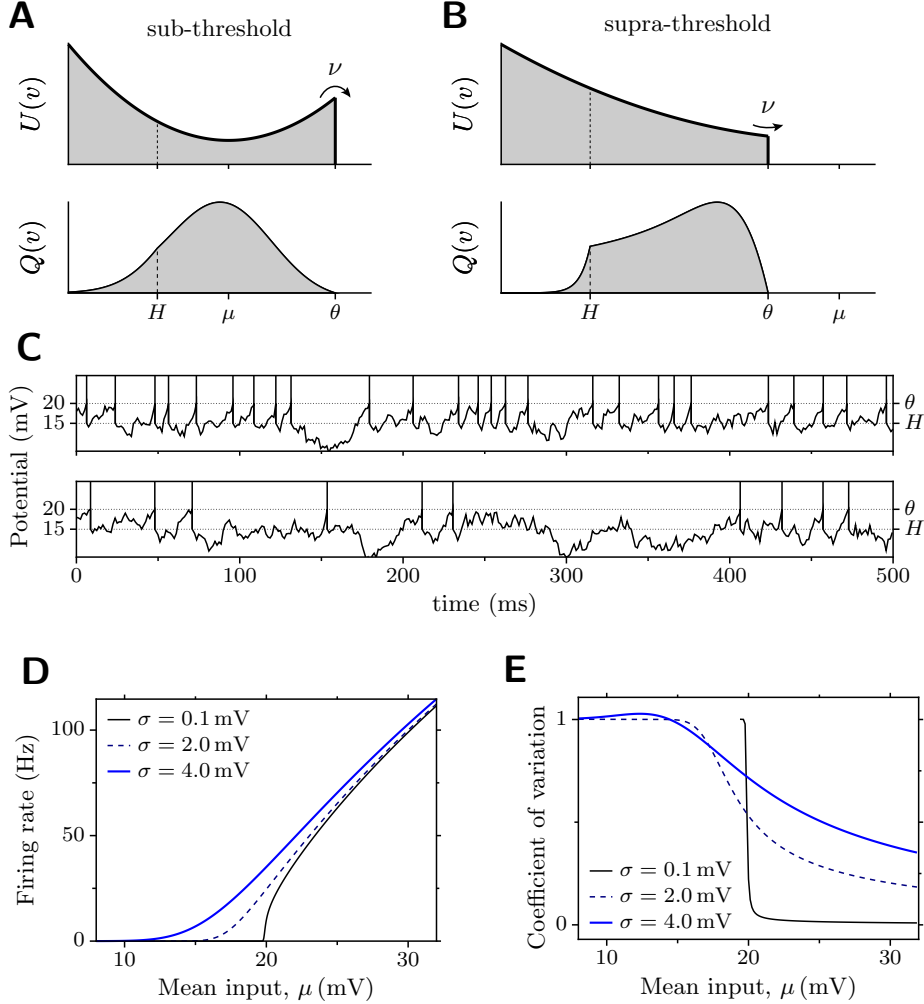 A
sub-threshold
U(v)
ν
Q(v)
H
μ
θ
B
supra-threshold
U(v)
ν
Q(v)
H
θ
μ
C
Potential (mV)
20
15
θ
H
20
15
θ
H
0
100
200
300
400
500
time (ms)
D
Firing rate (Hz)
100
50
0
σ = 0.1 mV
σ = 2.0 mV
σ = 4.0 mV
10
20
30
Mean input, μ (mV)
E
Coefficient of variation
1
0
σ = 0.1 mV
σ = 2.0 mV
σ = 4.0 mV
10
20
30
Mean input, μ (mV)